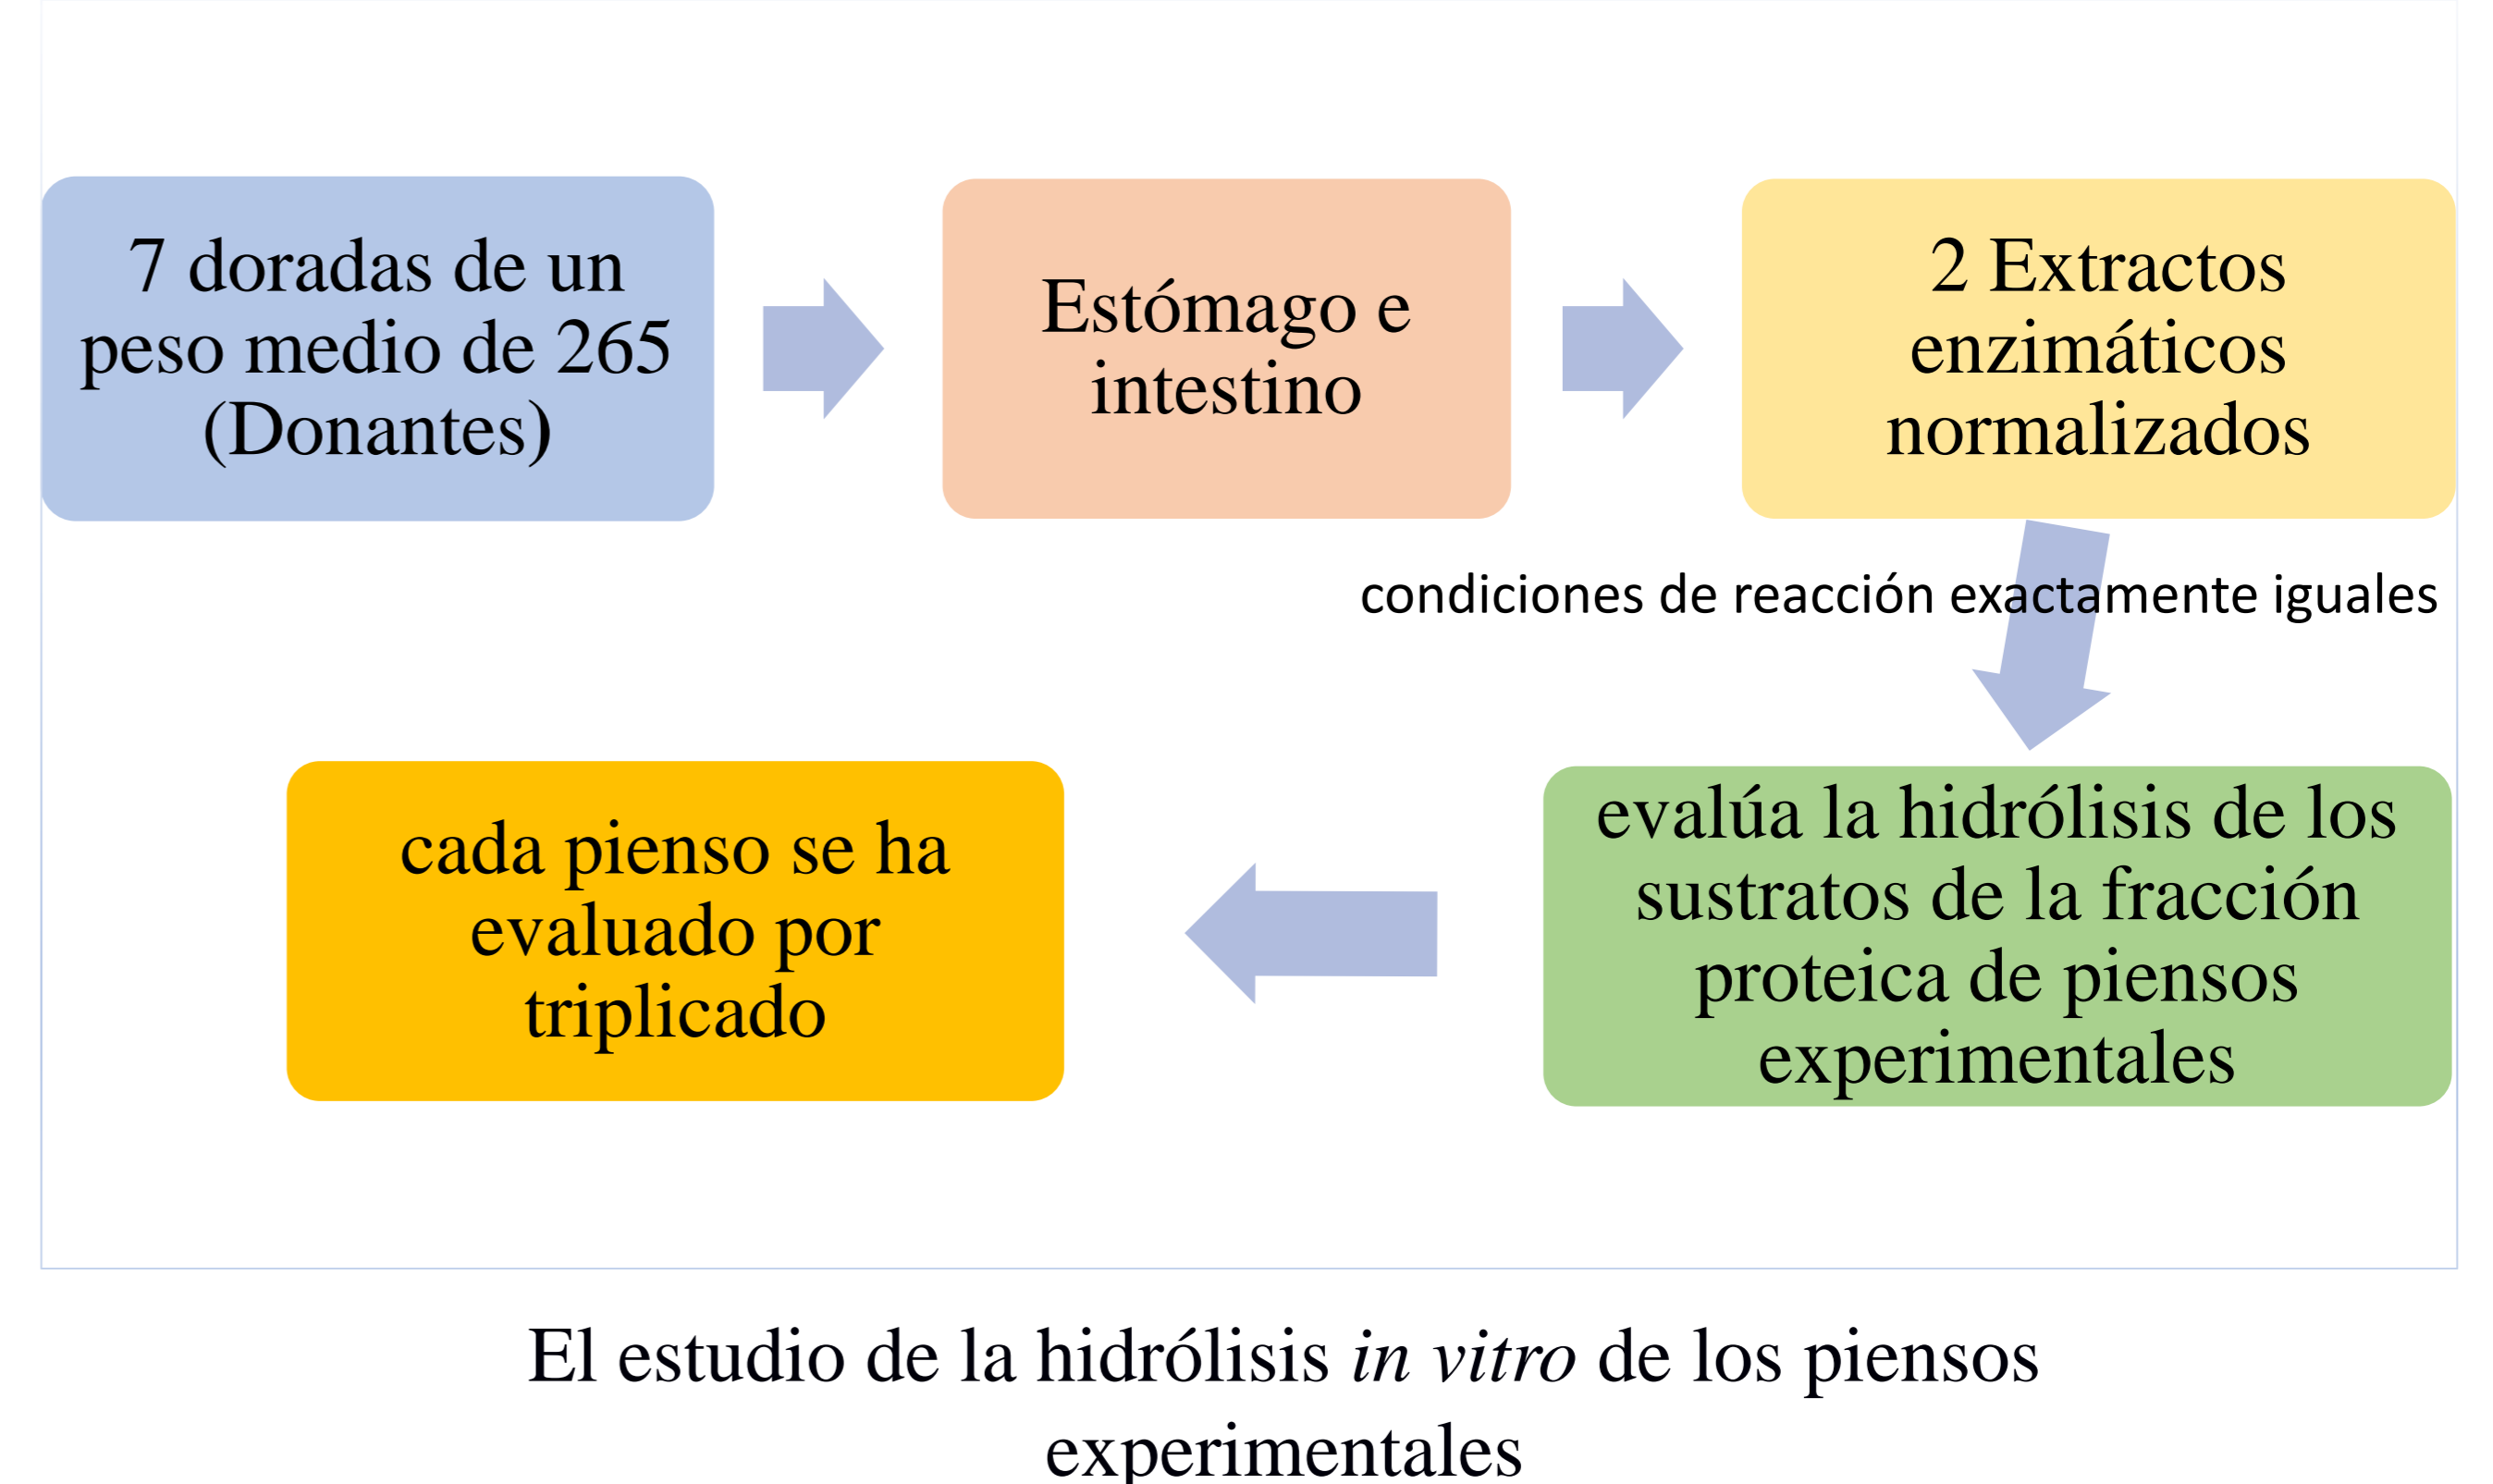 7 doradas de un
peso medio de 265
(Donantes)
Estómago e
intestino
2 Extractos
enzimáticos
normalizados
condiciones de reacción exactamente iguales
evalúa la hidrólisis de los
sustratos de la fracción
proteica de piensos
experimentales
cada pienso se ha
evaluado por
triplicado
El estudio de la hidrólisis in vitro de los piensos
experimentales